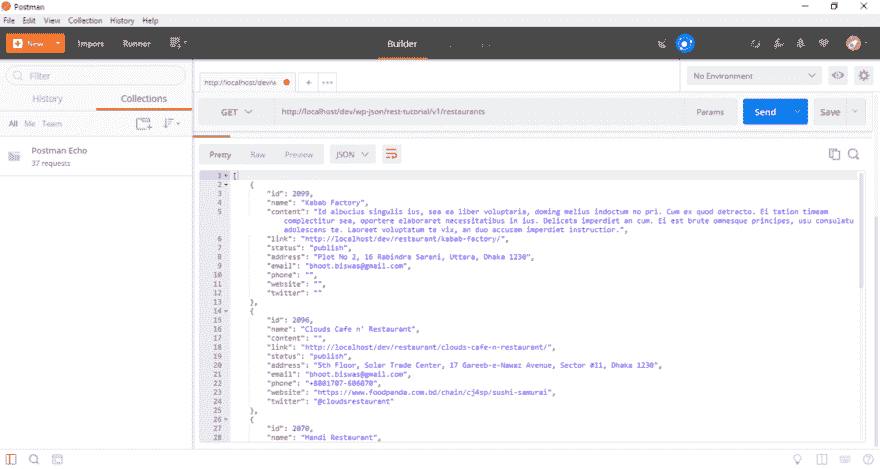 Postman
File Edit View Collection History Help
New Import Runner
Builder
Filter
History Collections
All Me Team
Postman Echo
37 requests
http://localhost/dev/w
No Environment
GET http://localhost/dev/wp-json/rest-tutorial/v1/restaurants Params Send Save
Pretty Raw Preview JSON
1 [
2 {
3 "id": 2099,
4 "name": "Kabab Factory",
5 "content": "Id albucius singulis ius, sea ea liber voluptaria, doming melius indoctum no pri. Cum ex quod detracto. Ei tation timeam
complectitur sea, oportere elaboraret necessitatibus in ius. Delicata imperdiet an cum. Ei est brute omnesque principes, usu consulatu
adolescens te. Laoreet voluptatum te vix, an duo accusam imperdiet instructior.",
6 "link": "http://localhost/dev/restaurant/kabab-factory/",
7 "status": "publish",
8 "address": "Plot No 2, 16 Rabindra Sarani, Uttara, Dhaka 1230",
9 "email": "bhoot.biswas@gmail.com",
10 "phone": "",
11 "website": "",
12 "twitter": ""
13 },
14 {
15 "id": 2096,
16 "name": "Clouds Cafe n' Restaurant",
17 "content": "",
18 "link": "http://localhost/dev/restaurant/clouds-cafe-n-restaurant/",
19 "status": "publish",
20 "address": "5th Floor, Solar Trade Center, 17 Gareeb-e-Nawaz Avenue, Sector #11, Dhaka 1230",
21 "email": "bhoot.biswas@gmail.com",
22 "phone": "+8801707-606070",
23 "website": "https://www.foodpanda.com.bd/chain/cj4sp/sushi-samurai",
24 "twitter": "@cloudsrestaurant"
25 },
26 {
27 "id": 2070,
28 "name": "Handi Restaurant",